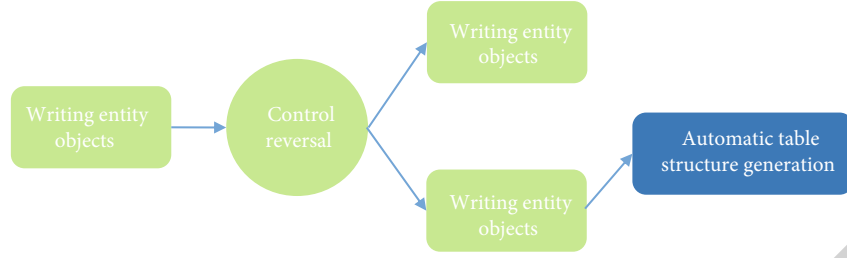 Writing entity
objects
Control
reversal
Writing entity
objects
Writing entity
objects
Automatic table
structure generation